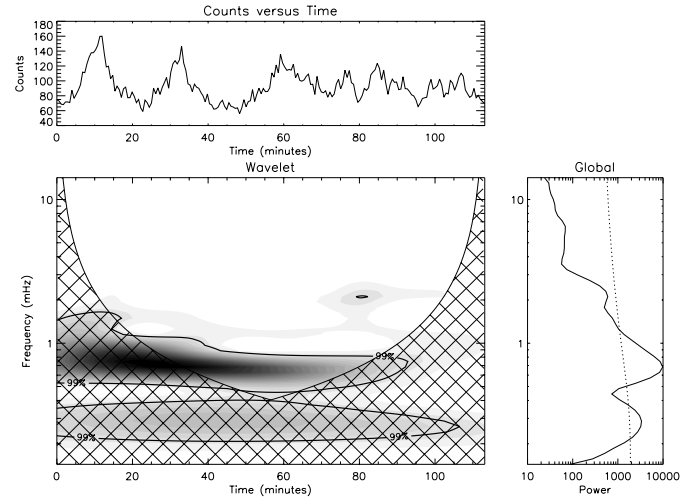 Counts versus Time
180
160
140
120
100
80
60
40
Counts
0 20 40 60 80 100
Time (minutes)
Wavelet
10
1
Frequency (mHz)
99%
99%
99%
99%
0 20 40 60 80 100
Time (minutes)
Global
10
1
10 100 1000 10000
Power